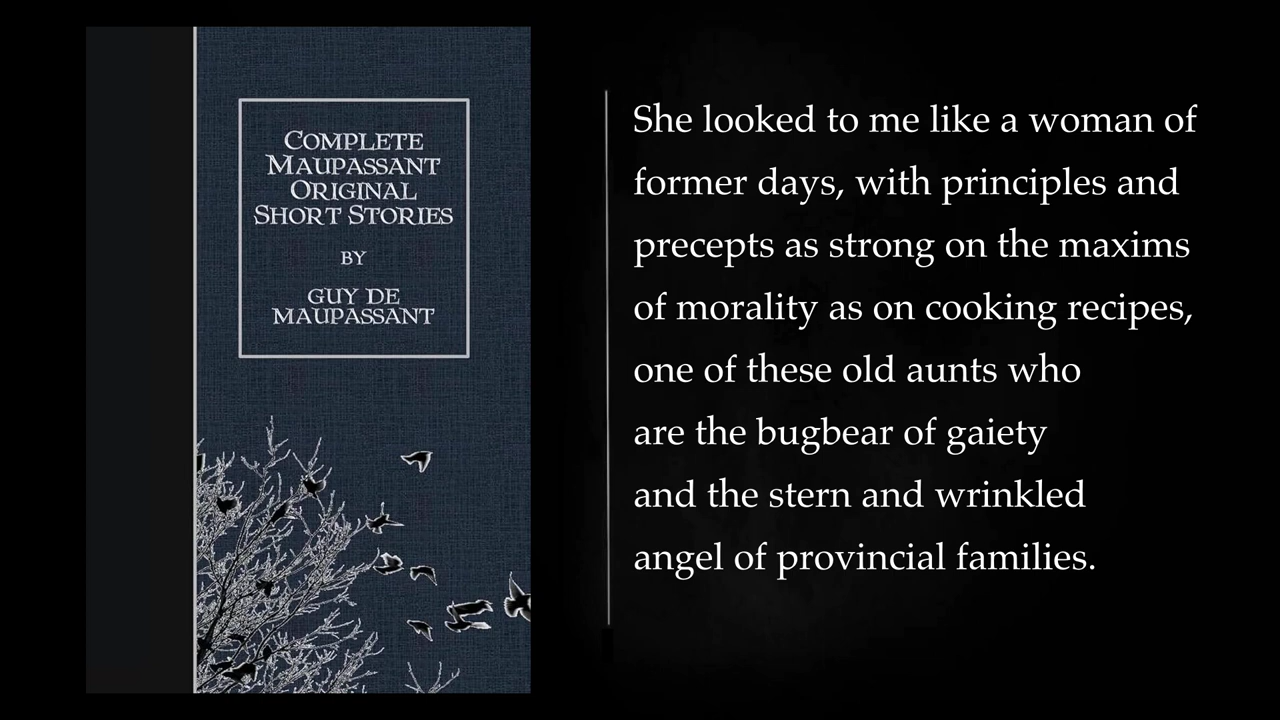 COMPLETE
MAUPASSANT
ORIGINAL
SHORT STORIES
BY
GUY DE
MAUPASSANT
She looked to me like a woman of
former days, with principles and
precepts as strong on the maxims
of morality as on cooking recipes,
one of these old aunts who
are the bugbear of gaiety
and the stern and wrinkled
angel of provincial families.